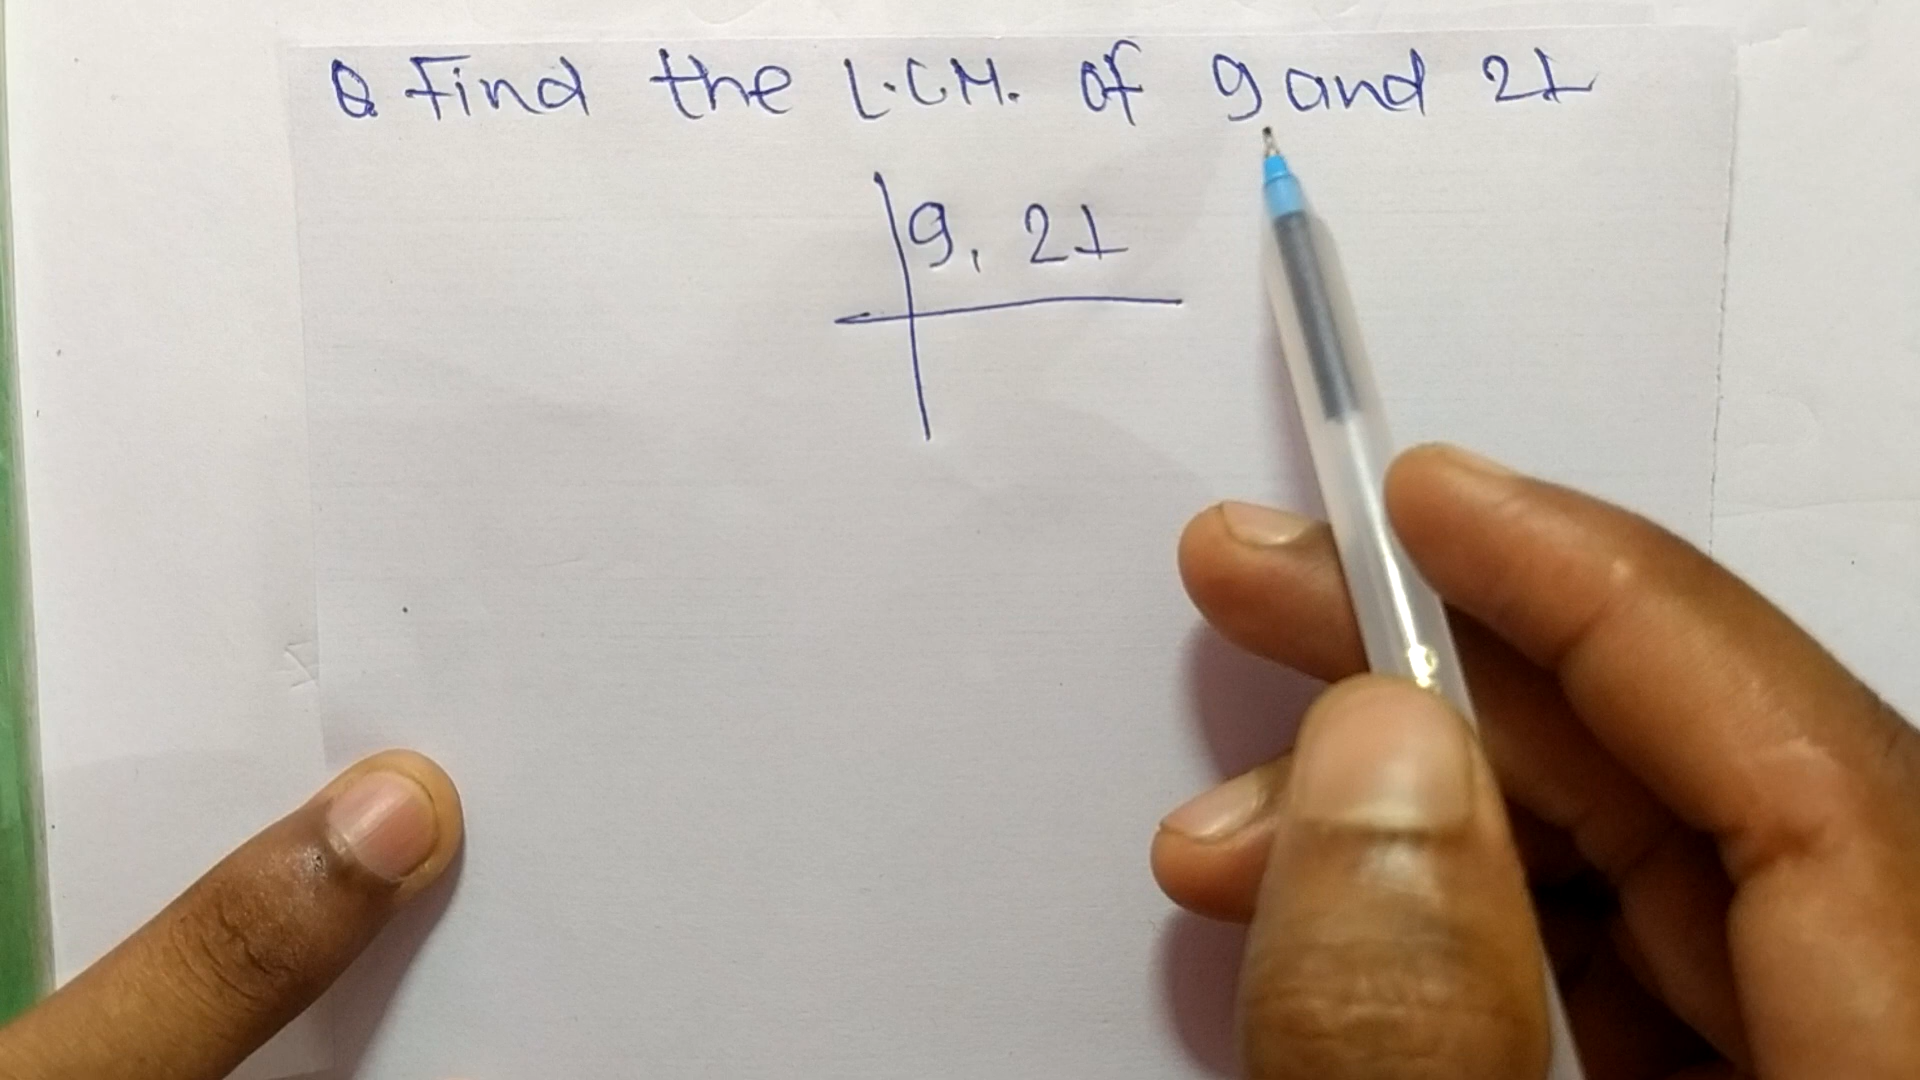 Q Find the L.C.M. of 9 and 21
9, 21